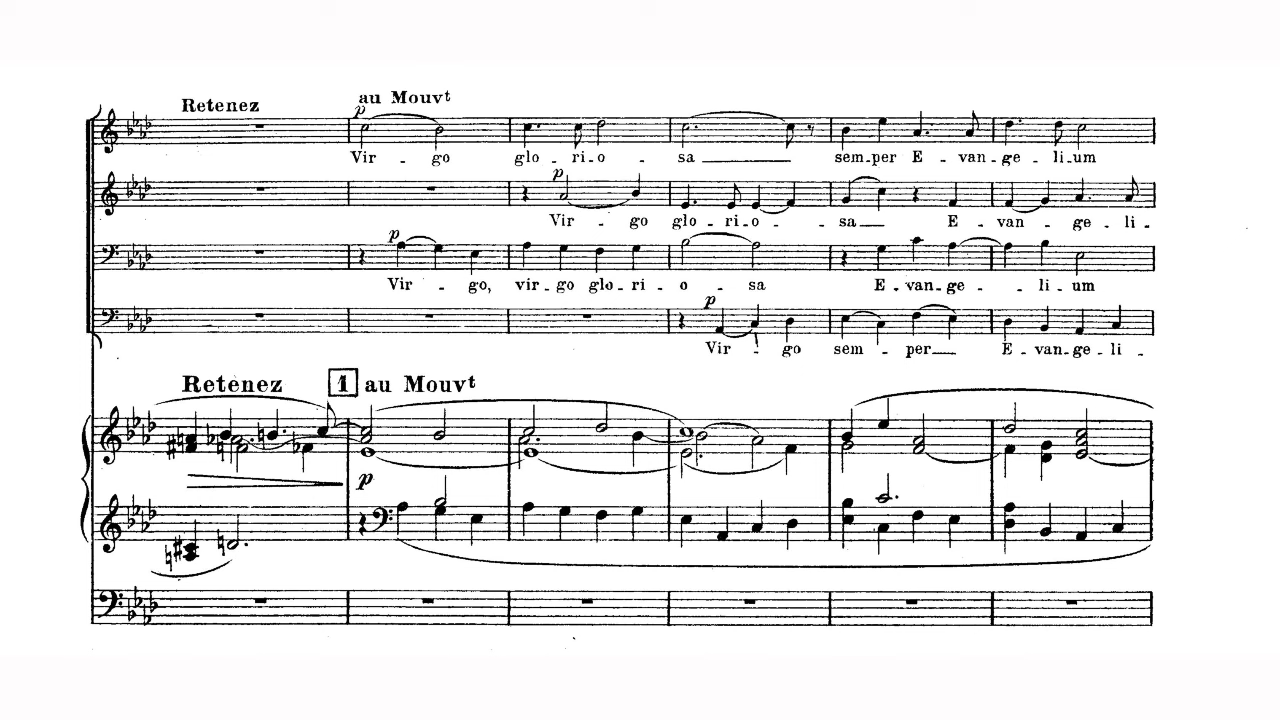 Retenez au Mouvt
p
Vir - go glo - ri - o - sa sem-per E - van - ge - li - um
p
Vir - go glo - ri - o - sa E - van - ge - li -
p
Vir - go, vir - go glo - ri - o - sa E - van - ge - li - um
p
Vir - go sem - per E - van - ge - li -
Retenez 1 au Mouvt
p